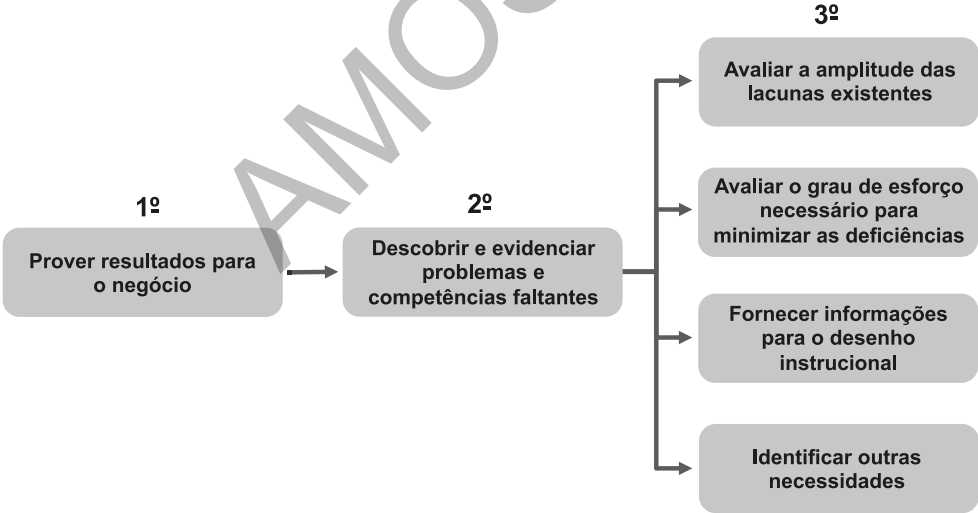 1º
Prover resultados para
o negócio
2º
Descobrir e evidenciar
problemas e
competências faltantes
3º
Avaliar a amplitude das
lacunas existentes
Avaliar o grau de esforço
necessário para
minimizar as deficiências
Fornecer informações
para o desenho
instrucional
Identificar outras
necessidades
AMOS